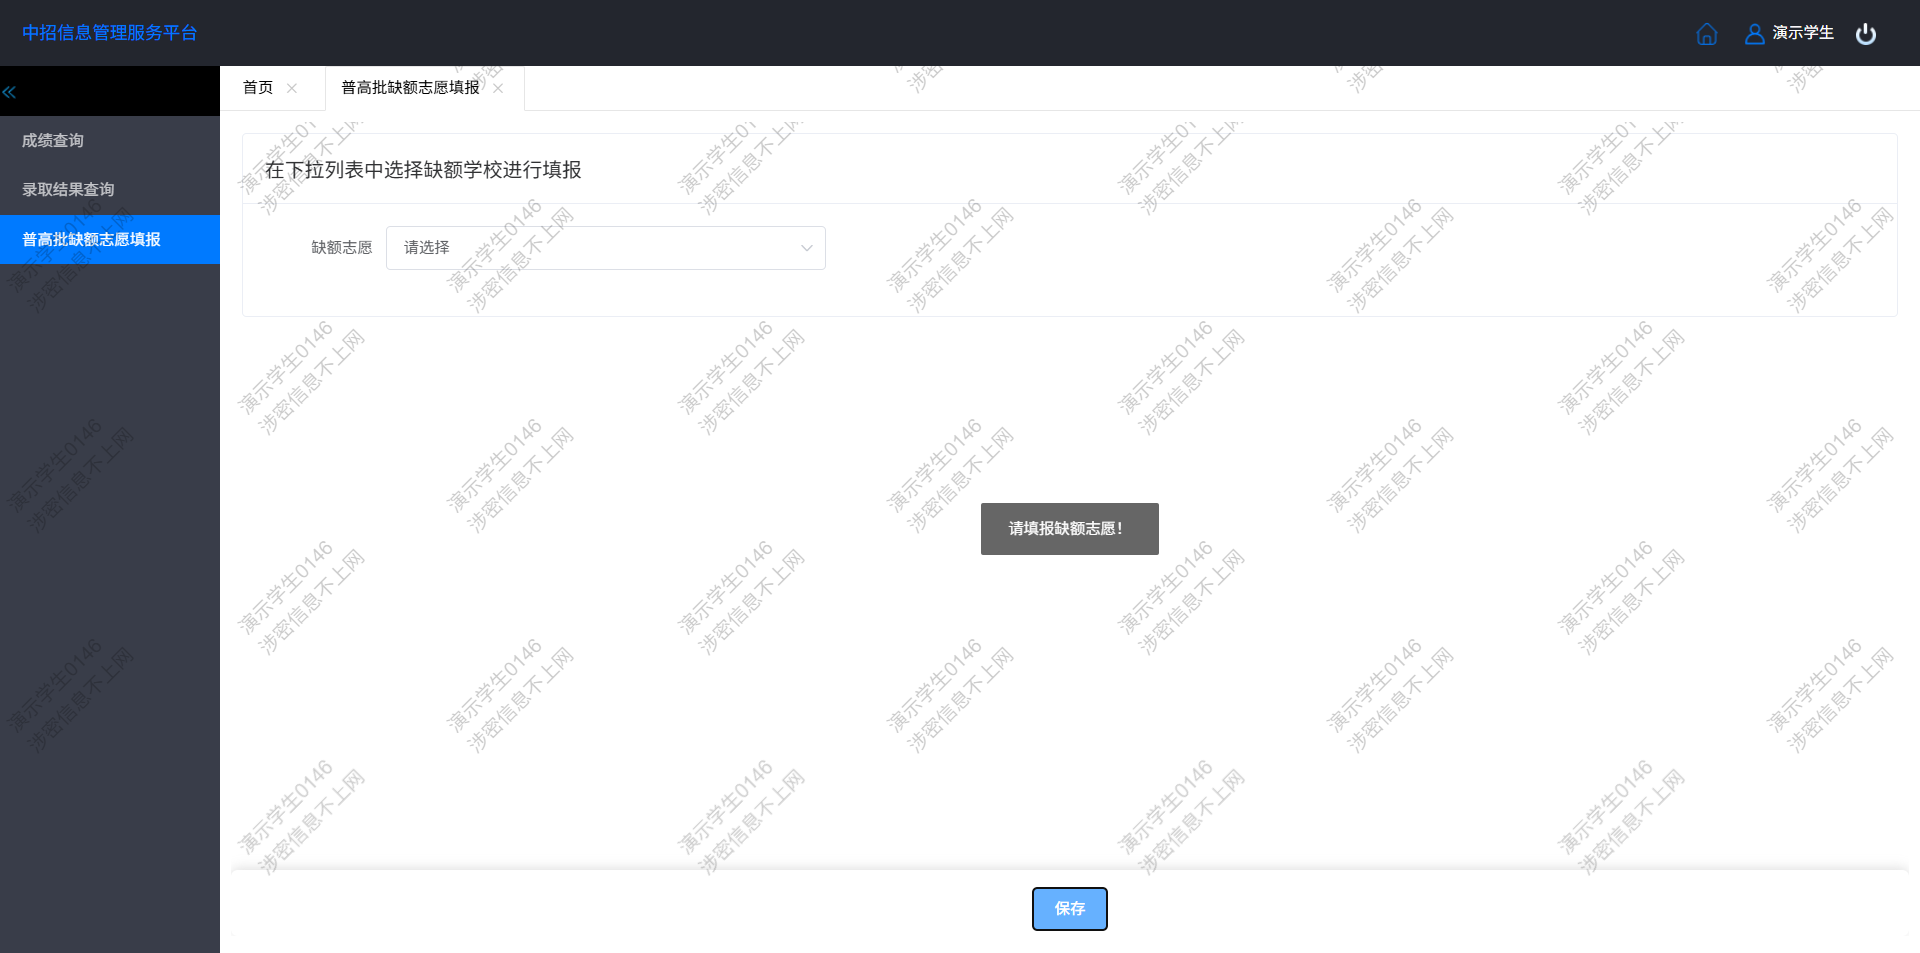 中招信息管理服务平台
演示学生
首页
普高批缺额志愿填报
成绩查询
录取结果查询
普高批缺额志愿填报
在下拉列表中选择缺额学校进行填报
缺额志愿
请选择
请填报缺额志愿！
保存
演示学生0146
涉密信息不上网